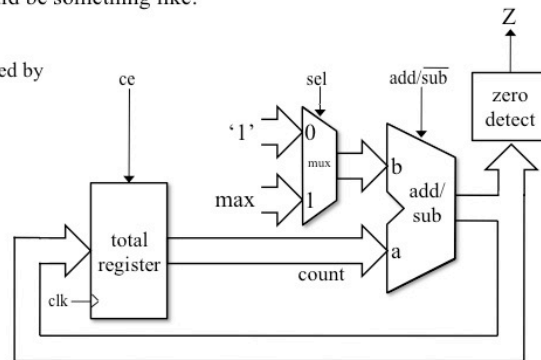 be something like:
ed by
Z
ce
sel
add/sub
zero
detect
‘1’
0
mux
max
1
b
add/
sub
a
total
register
count
clk